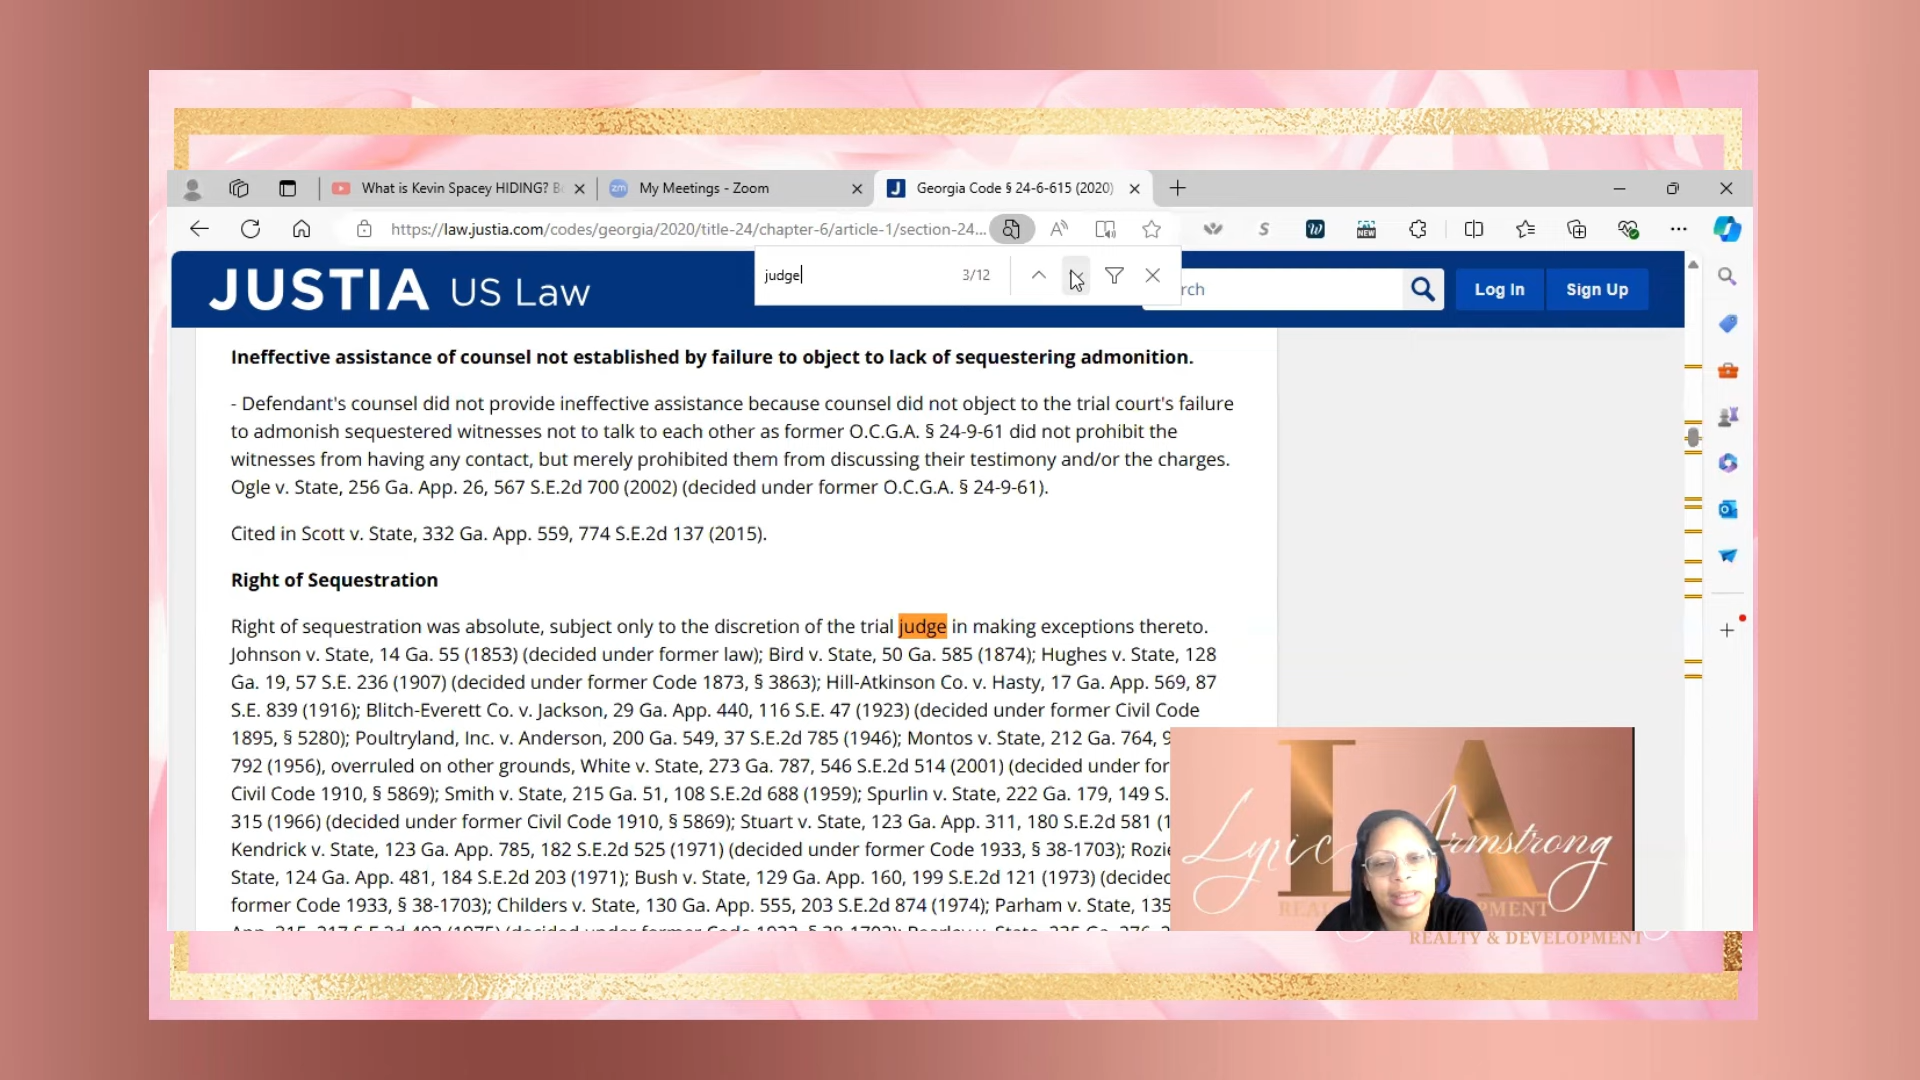 What is Kevin Spacey HIDING?
My Meetings - Zoom
Georgia Code § 24-6-615 (2020)
https://law.justia.com/codes/georgia/2020/title-24/chapter-6/article-1/section-24...
NEW
judge
3/12
JUSTIA US Law
rch
Log In
Sign Up
Ineffective assistance of counsel not established by failure to object to lack of sequestering admonition.
- Defendant's counsel did not provide ineffective assistance because counsel did not object to the trial court's failure
to admonish sequestered witnesses not to talk to each other as former O.C.G.A. § 24-9-61 did not prohibit the
witnesses from having any contact, but merely prohibited them from discussing their testimony and/or the charges.
Ogle v. State, 256 Ga. App. 26, 567 S.E.2d 700 (2002) (decided under former O.C.G.A. § 24-9-61).
Cited in Scott v. State, 332 Ga. App. 559, 774 S.E.2d 137 (2015).
Right of Sequestration
Right of sequestration was absolute, subject only to the discretion of the trial judge in making exceptions thereto.
Johnson v. State, 14 Ga. 55 (1853) (decided under former law); Bird v. State, 50 Ga. 585 (1874); Hughes v. State, 128
Ga. 19, 57 S.E. 236 (1907) (decided under former Code 1873, § 3863); Hill-Atkinson Co. v. Hasty, 17 Ga. App. 569, 87
S.E. 839 (1916); Blitch-Everett Co. v. Jackson, 29 Ga. App. 440, 116 S.E. 47 (1923) (decided under former Civil Code
1895, § 5280); Poultryland, Inc. v. Anderson, 200 Ga. 549, 37 S.E.2d 785 (1946); Montos v. State, 212 Ga. 764, 9
792 (1956), overruled on other grounds, White v. State, 273 Ga. 787, 546 S.E.2d 514 (2001) (decided under for
Civil Code 1910, § 5869); Smith v. State, 215 Ga. 51, 108 S.E.2d 688 (1959); Spurlin v. State, 222 Ga. 179, 149 S.
315 (1966) (decided under former Civil Code 1910, § 5869); Stuart v. State, 123 Ga. App. 311, 180 S.E.2d 581 (1
Kendrick v. State, 123 Ga. App. 785, 182 S.E.2d 525 (1971) (decided under former Code 1933, § 38-1703); Rozie
State, 124 Ga. App. 481, 184 S.E.2d 203 (1971); Bush v. State, 129 Ga. App. 160, 199 S.E.2d 121 (1973) (decided
former Code 1933, § 38-1703); Childers v. State, 130 Ga. App. 555, 203 S.E.2d 874 (1974); Parham v. State, 135
LA
Lyric Armstrong
REALTY & DEVELOPMENT